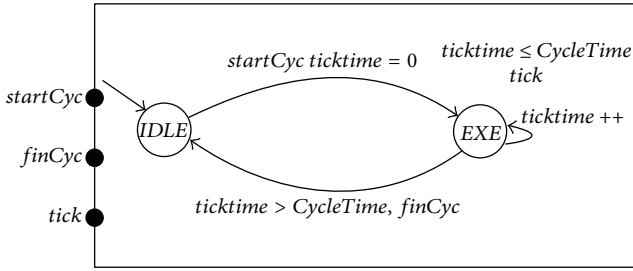 startCyc ticktime = 0
ticktime ≤ CycleTime
tick
startCyc
IDLE
EXE
ticktime ++
finCyc
ticktime > CycleTime, finCyc
tick